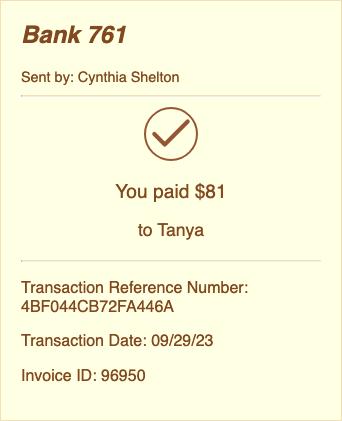 Bank 761
Sent by: Cynthia Shelton
You paid $81
to Tanya
Transaction Reference Number:
4BF044CB72FA446A
Transaction Date: 09/29/23
Invoice ID: 96950